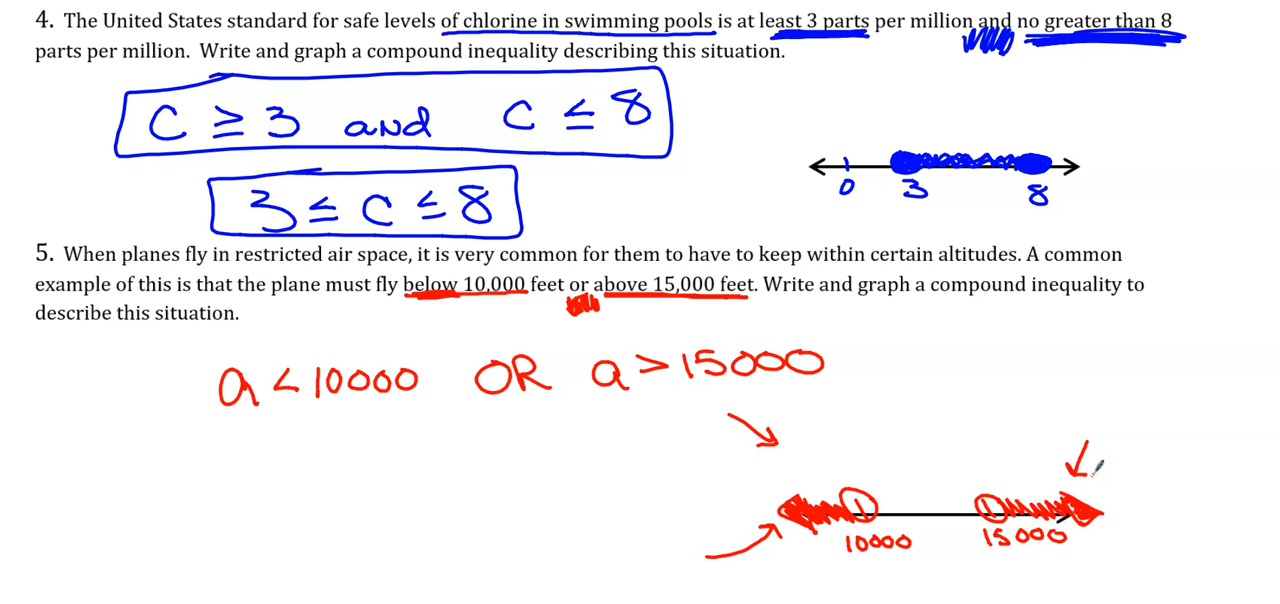 4. The United States standard for safe levels of chlorine in swimming pools is at least 3 parts per million and no greater than 8
parts per million. Write and graph a compound inequality describing this situation.
C ≥ 3 and C ≤ 8
0 3 8
3 ≤ C ≤ 8
5. When planes fly in restricted air space, it is very common for them to have to keep within certain altitudes. A common
example of this is that the plane must fly below 10,000 feet or above 15,000 feet. Write and graph a compound inequality to
describe this situation.
a < 10000 OR a > 15000
10000 15000